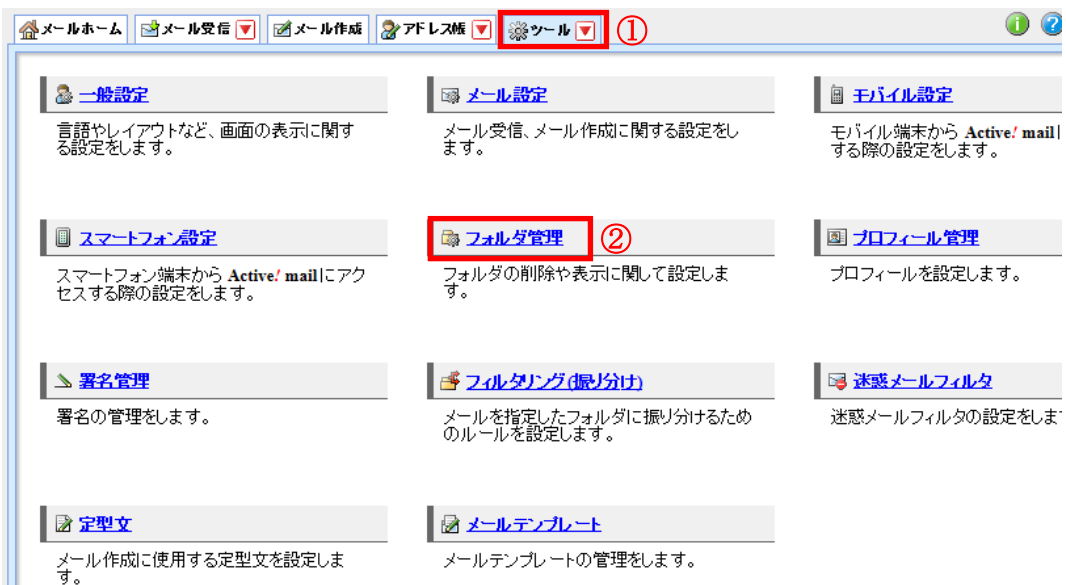 メールホーム メール受信 メール作成 アドレス帳 ツール ①
一般設定 メール設定 モバイル設定
言語やレイアウトなど、画面の表示に関す メール受信、メール作成に関する設定をし モバイル端末から Active! mail
る設定をします。 ます。 する際の設定をします。
スマートフォン設定 フォルダ管理 ② プロフィール管理
スマートフォン端末から Active! mailにアク フォルダの削除や表示に関して設定しま プロフィールを設定します。
セスする際の設定をします。 す。
署名管理 フィルタリング(振り分け) 迷惑メールフィルタ
署名の管理をします。 メールを指定したフォルダに振り分けるため 迷惑メールフィルタの設定をしま
のルールを設定します。
定型文 メールテンプレート
メール作成に使用する定型文を設定しま メールテンプレートの管理をします。
す。